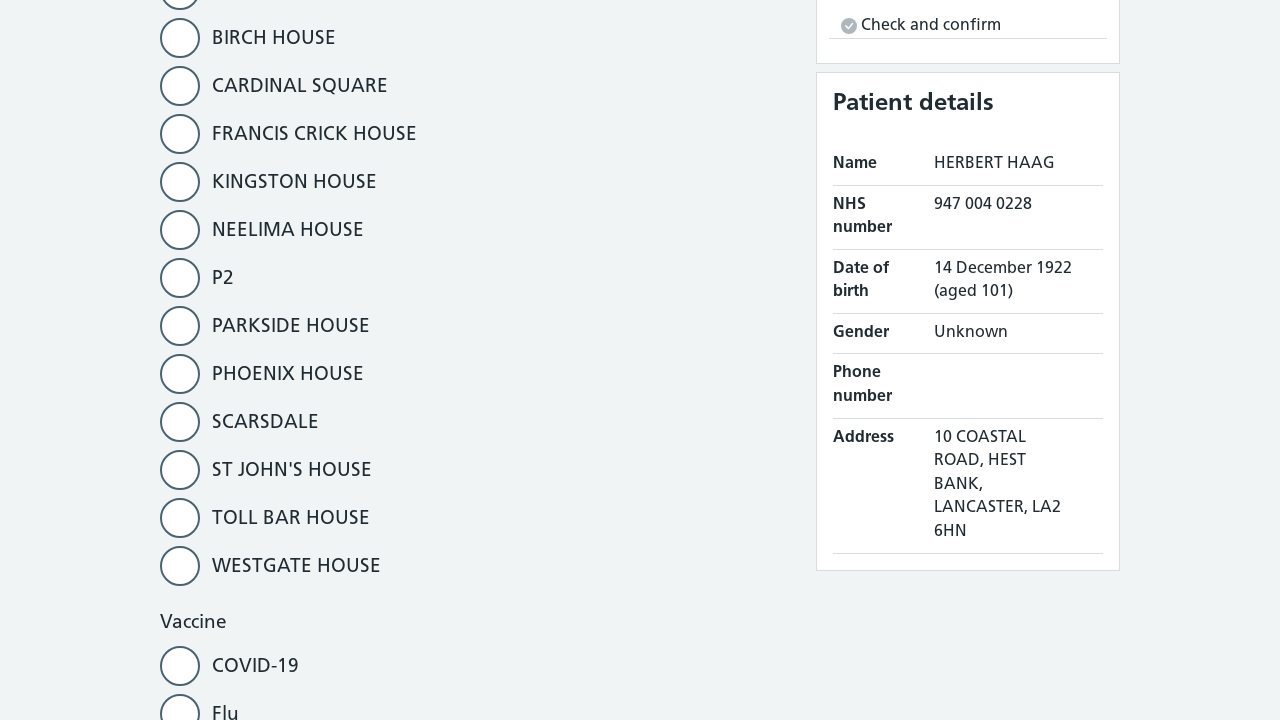 BIRCH HOUSE
CARDINAL SQUARE
FRANCIS CRICK HOUSE
KINGSTON HOUSE
NEELIMA HOUSE
P2
PARKSIDE HOUSE
PHOENIX HOUSE
SCARSDALE
ST JOHN'S HOUSE
TOLL BAR HOUSE
WESTGATE HOUSE
Vaccine
COVID-19
Flu
Check and confirm
Patient details
Name HERBERT HAAG
NHS number 947 004 0228
Date of birth 14 December 1922
(aged 101)
Gender Unknown
Phone number
Address 10 COASTAL
ROAD, HEST
BANK,
LANCASTER, LA2
6HN